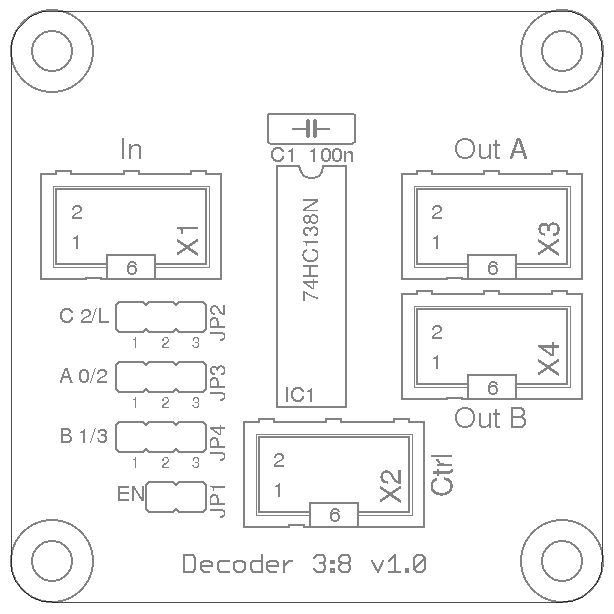 In
Out A
C1 100n
2
1
X1
6
74HC138N
IC1
2
1
X3
6
2
1
X4
6
Out B
C 2/L
JP2
1 2 3
A 0/2
JP3
1 2 3
B 1/3
JP4
1 2 3
EN
JP1
2
1
X2
6
Ctrl
Decoder 3:8 v1.0